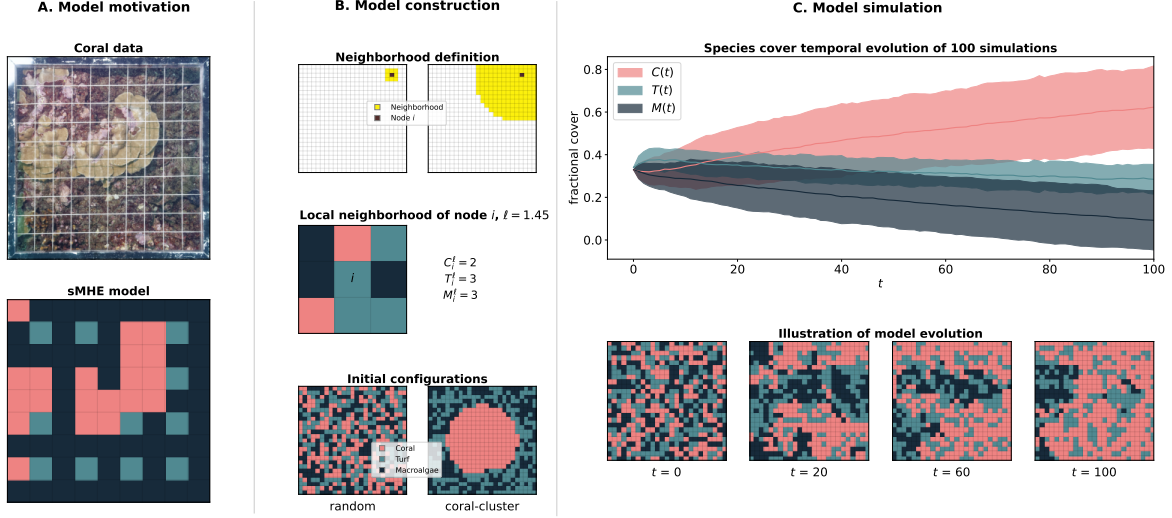 A. Model motivation
Coral data
sMHE model
B. Model construction
Neighborhood definition
Neighborhood
Node i
Local neighborhood of node i, ℓ = 1.45
i
C_i^ℓ = 2
T_i^ℓ = 3
M_i^ℓ = 3
Initial configurations
Coral
Turf
Macroalgae
random
coral-cluster
C. Model simulation
Species cover temporal evolution of 100 simulations
C(t)
T(t)
M(t)
fractional cover
0.8
0.6
0.4
0.2
0.0
0
20
40
60
80
100
t
Illustration of model evolution
t = 0
t = 20
t = 60
t = 100